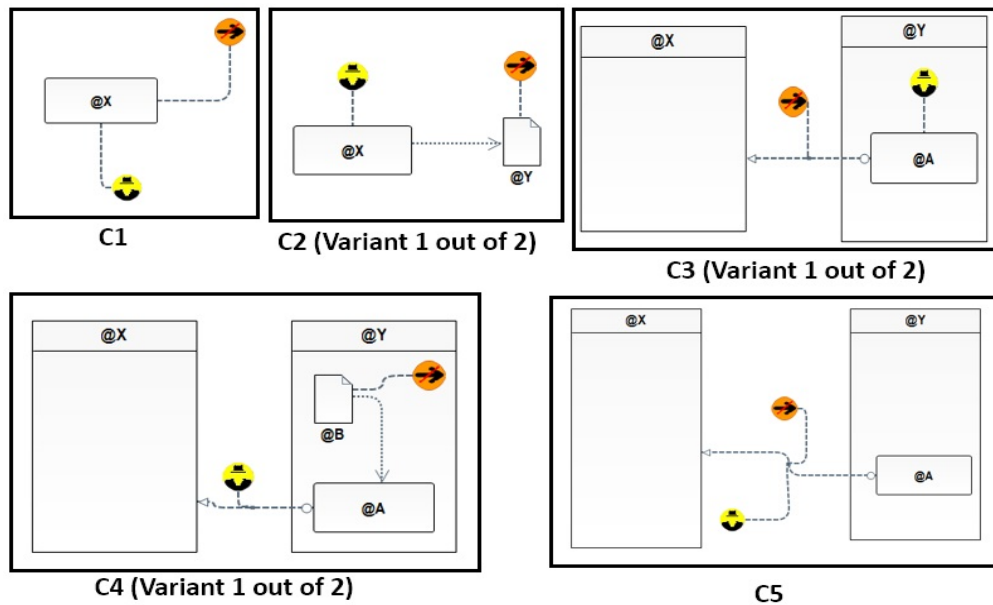 @X
C1
@X
@Y
C2 (Variant 1 out of 2)
@X
@Y
@A
C3 (Variant 1 out of 2)
@X
@Y
@B
@A
C4 (Variant 1 out of 2)
@X
@Y
@A
C5